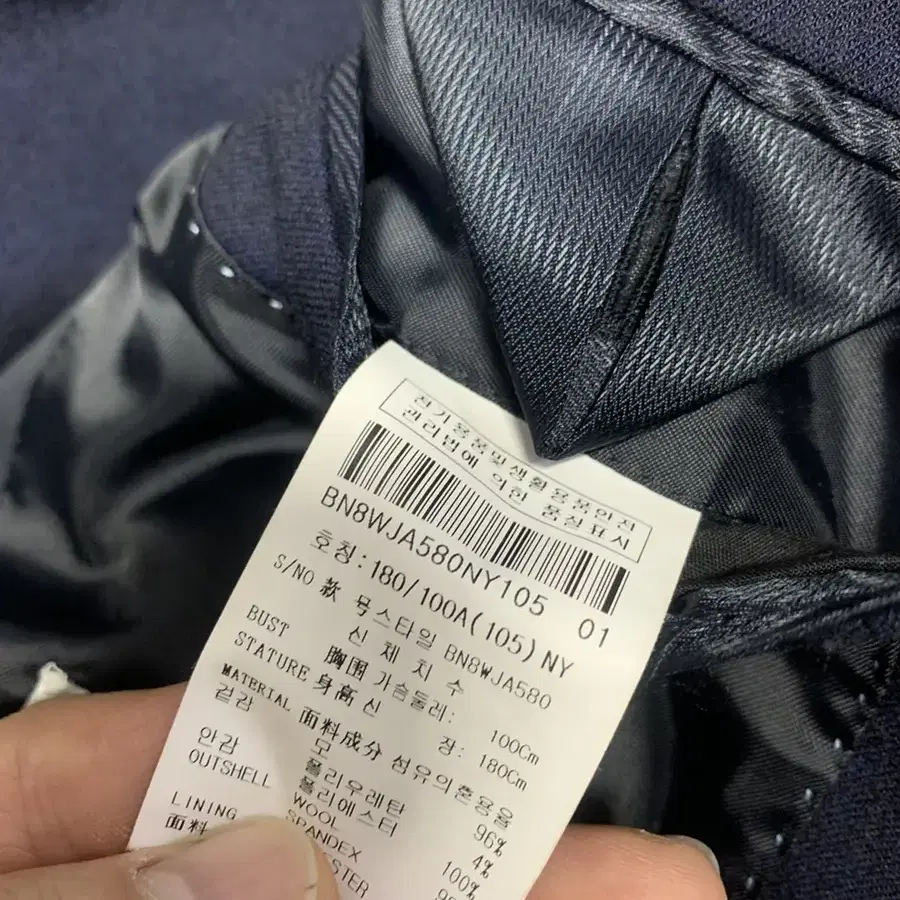 전기용품및생활용품안전
관리법에 의한 품질표시
BN8WJA580NY105 01
호칭:180/100A(105)NY
S/NO 款 号스타일 BN8WJA580
신 체 치 수
BUST 胸围가슴둘레: 100Cm
STATURE 身高신 장: 180Cm
MATERIAL 面料成分 섬유의혼용율
겉감 모 96%
폴리우레탄 4%
안감 폴리에스터 100%
OUTSHELL WOOL
SPANDEX
LINING
面料